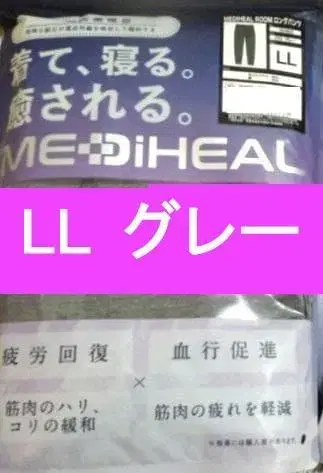 MEDIHEAL ROOM ロングパンツ
LL
着て、寝る。
癒される。
MEDiHEAL
LL グレー
疲労回復
×
血行促進
筋肉のハリ、
コリの緩和
筋肉の疲れを軽減